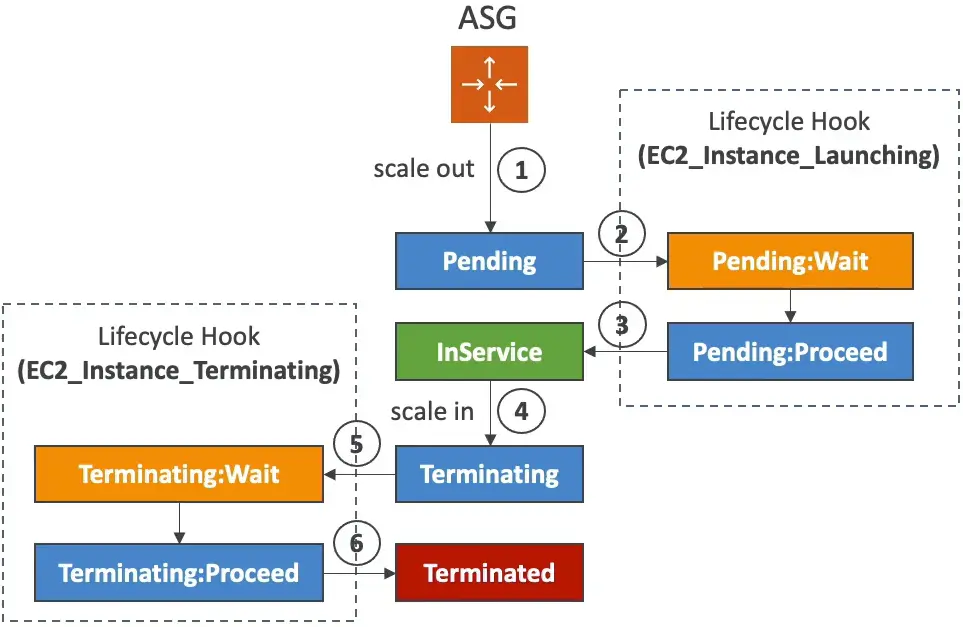 ASG
scale out
1
Lifecycle Hook
(EC2_Instance_Launching)
Pending
2
Pending:Wait
InService
3
Pending:Proceed
Lifecycle Hook
(EC2_Instance_Terminating)
scale in
4
Terminating:Wait
5
Terminating
Terminating:Proceed
6
Terminated